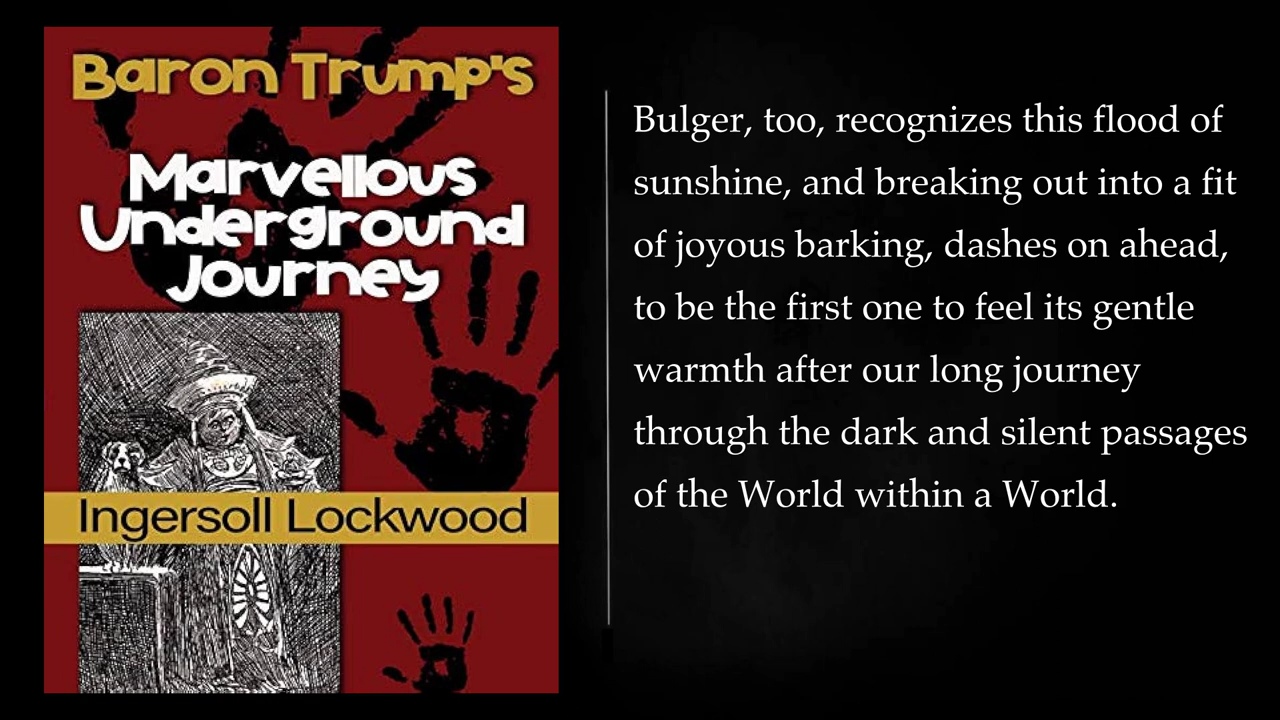 Baron Trump's
Marvellous
Underground
Journey
Ingersoll Lockwood
Bulger, too, recognizes this flood of
sunshine, and breaking out into a fit
of joyous barking, dashes on ahead,
to be the first one to feel its gentle
warmth after our long journey
through the dark and silent passages
of the World within a World.